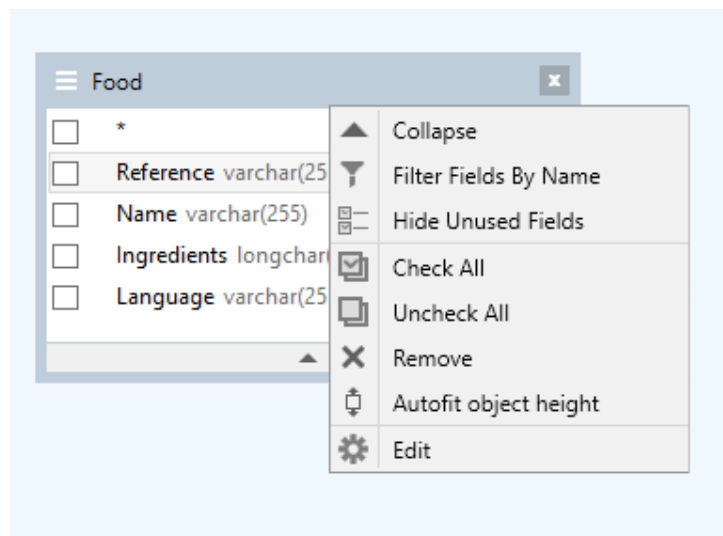 Food
*
Reference varchar(25
Name varchar(255)
Ingredients longchar(
Language varchar(25
Collapse
Filter Fields By Name
Hide Unused Fields
Check All
Uncheck All
Remove
Autofit object height
Edit